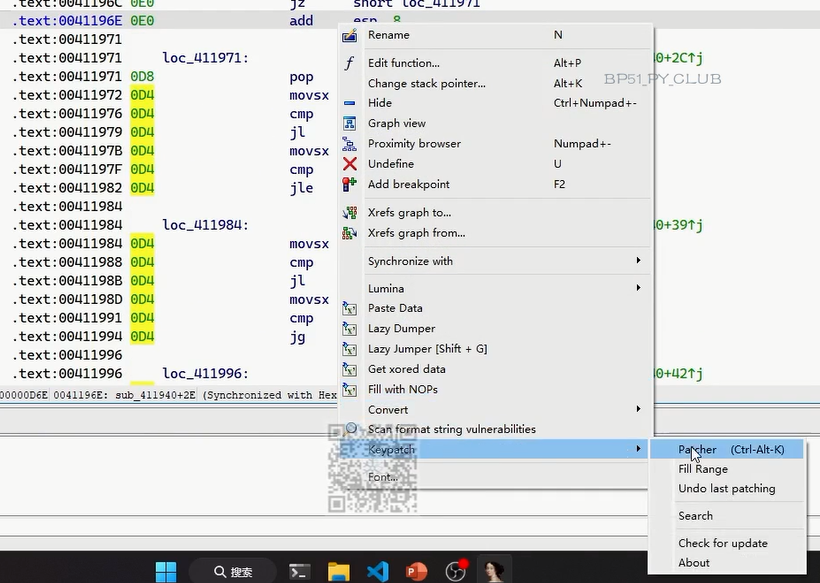 .text:0041196C 0E0 jz short loc_411971
.text:0041196E 0E0 add esp, 8
.text:00411971
.text:00411971 loc_411971: 40+2C↑j
.text:00411971 0D8 pop
.text:00411972 0D4 movsx
.text:00411976 0D4 cmp
.text:00411979 0D4 jl
.text:0041197B 0D4 movsx
.text:0041197F 0D4 cmp
.text:00411982 0D4 jle
.text:00411984
.text:00411984 loc_411984: 0+39↑j
.text:00411984 0D4 movsx
.text:00411988 0D4 cmp
.text:0041198B 0D4 jl
.text:0041198D 0D4 movsx
.text:00411991 0D4 cmp
.text:00411994 0D4 jg
.text:00411996
.text:00411996 loc_411996: 0+42↑j
00000D6E 0041196E: sub_411940+2E (Synchronized with Hex
BP51_PY_CLUB
Rename N
Edit function... Alt+P
Change stack pointer... Alt+K
Hide Ctrl+Numpad+-
Graph view
Proximity browser Numpad+-
Undefine U
Add breakpoint F2
Xrefs graph to...
Xrefs graph from...
Synchronize with
Lumina
Paste Data
Lazy Dumper
Lazy Jumper [Shift + G]
Get xored data
Fill with NOPs
Convert
Scan format string vulnerabilities
Keypatch
Font...
Patcher (Ctrl-Alt-K)
Fill Range
Undo last patching
Search
Check for update
About
搜索